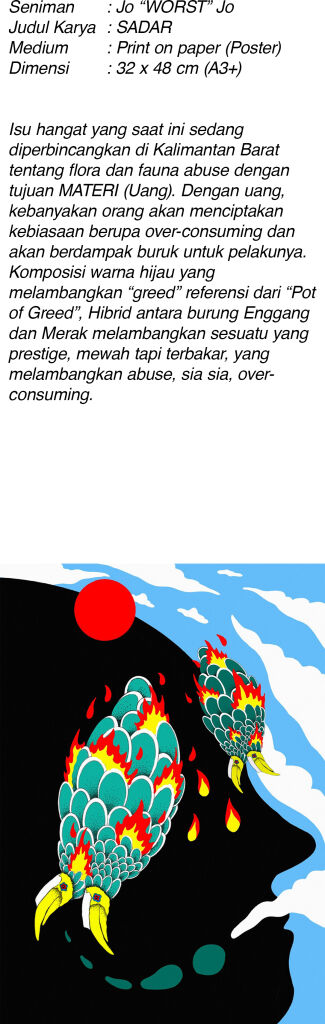 Seniman : Jo “WORST” Jo
Judul Karya : SADAR
Medium : Print on paper (Poster)
Dimensi : 32 x 48 cm (A3+)
Isu hangat yang saat ini sedang
diperbincangkan di Kalimantan Barat
tentang flora dan fauna abuse dengan
tujuan MATERI (Uang). Dengan uang,
kebanyakan orang akan menciptakan
kebiasaan berupa over-consuming dan
akan berdampak buruk untuk pelakunya.
Komposisi warna hijau yang
melambangkan “greed” referensi dari “Pot
of Greed”, Hibrid antara burung Enggang
dan Merak melambangkan sesuatu yang
prestige, mewah tapi terbakar, yang
melambangkan abuse, sia sia, over-
consuming.